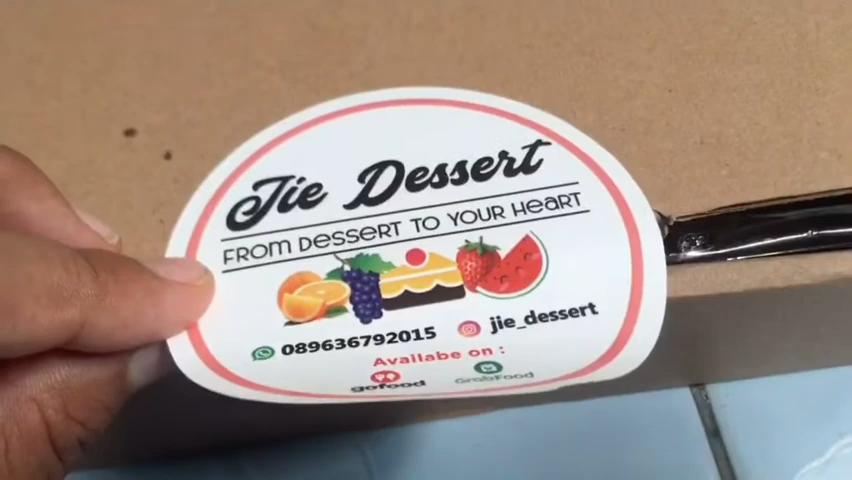 Jie Dessert
FROM DESSERT TO YOUR HEART
089636792015
jie_dessert
Availabe on :
gofood
GrabFood